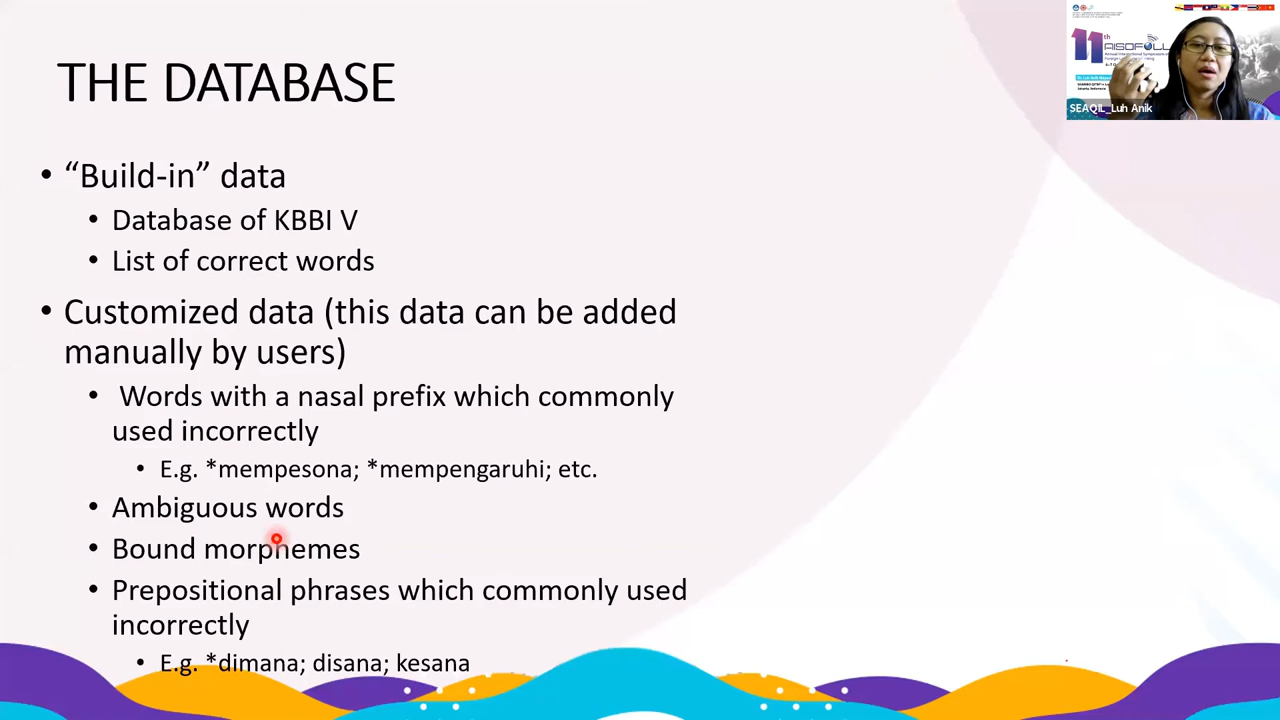 THE DATABASE
• “Build-in” data
• Database of KBBI V
• List of correct words
• Customized data (this data can be added
manually by users)
• Words with a nasal prefix which commonly
used incorrectly
• E.g. *mempesona; *mempengaruhi; etc.
• Ambiguous words
• Bound morphemes
• Prepositional phrases which commonly used
incorrectly
• E.g. *dimana; disana; kesana
11th
AISOFOLL
SEAQIL_Luh Anik